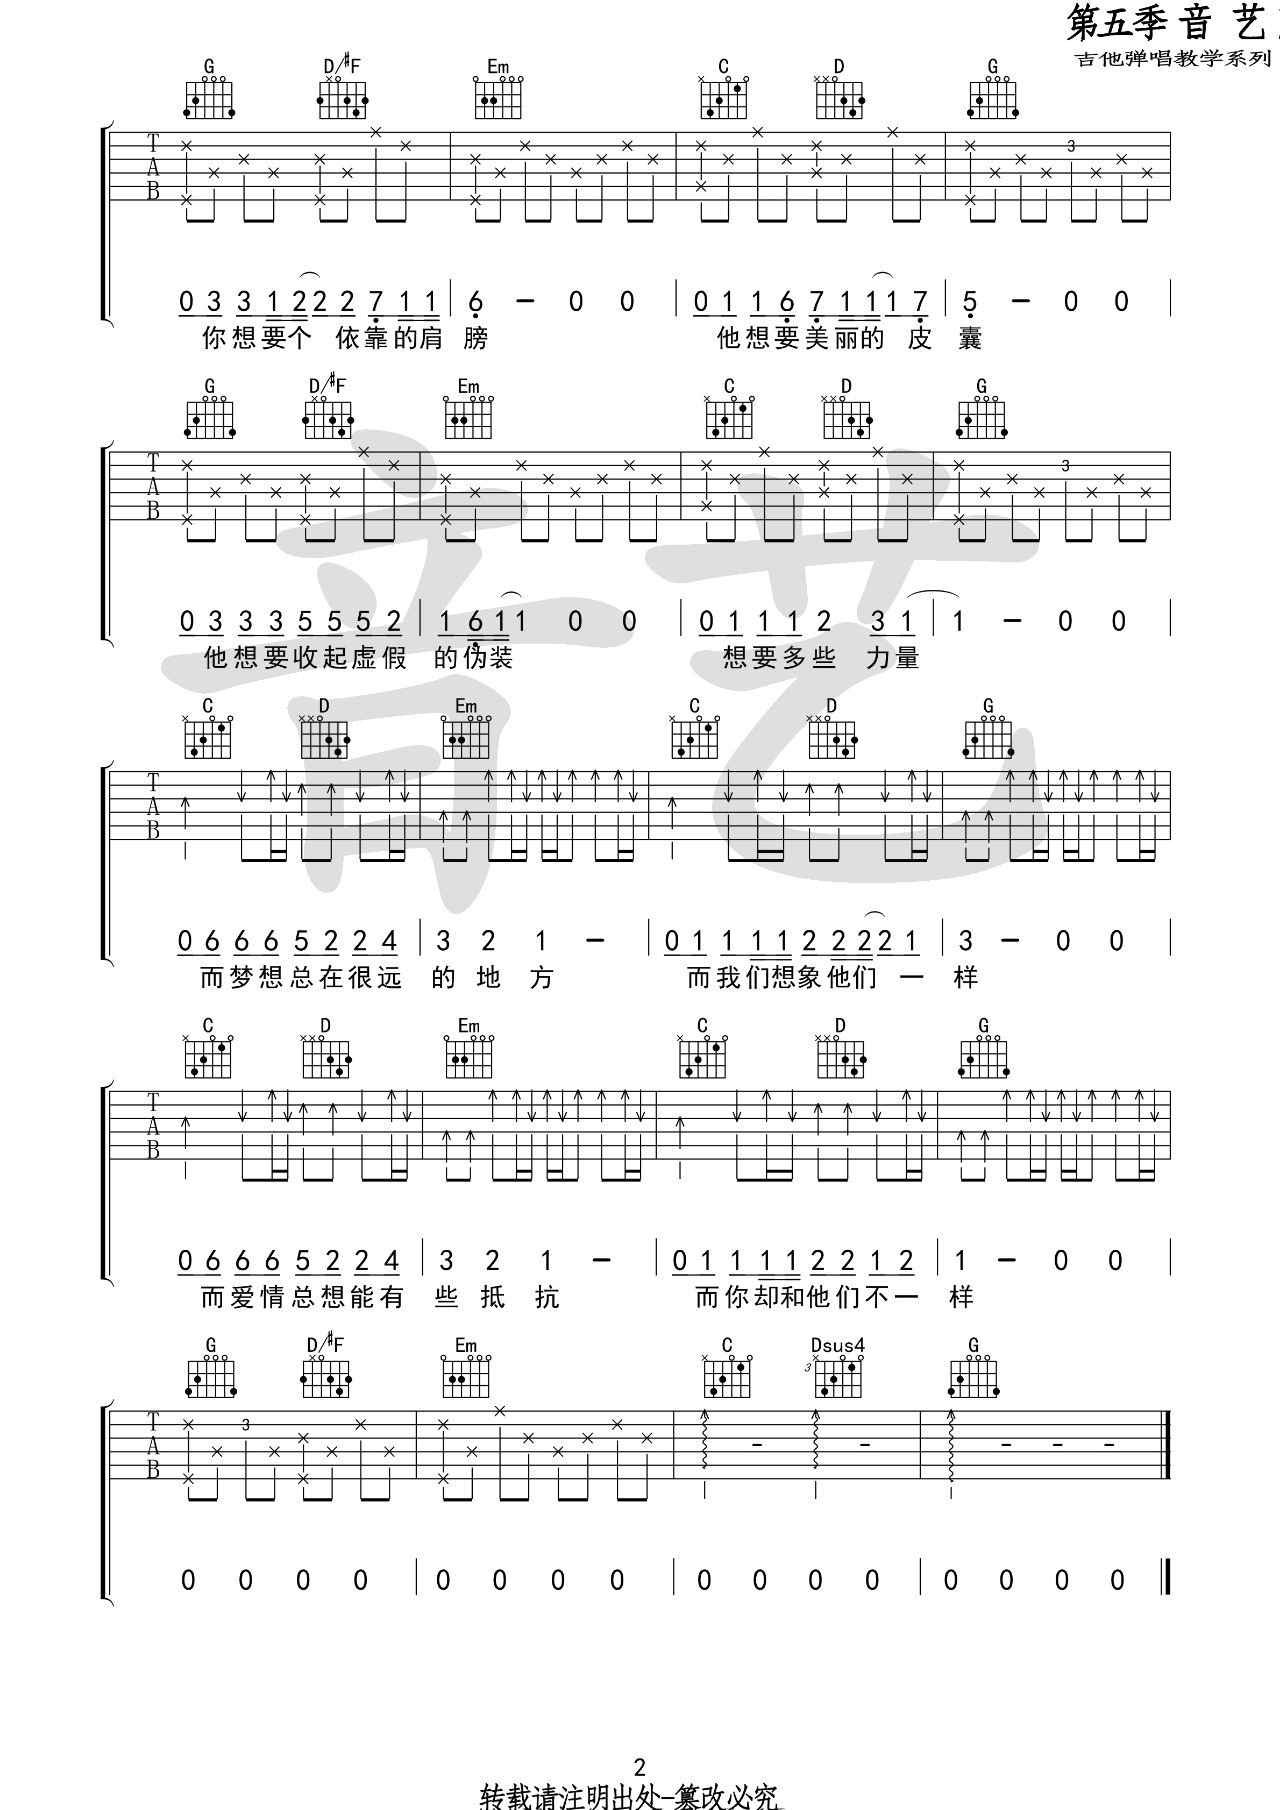 第五季 音 艺
吉他弹唱教学系列
G D/#F Em C D G
T A B 3
0 3 3 1 2 2 2 7 1 1 6 - 0 0 0 1 1 6 7 1 1 1 7 5 - 0 0
你想要个 依靠的肩 膀 他想要美丽的 皮 囊
G D/#F Em C D G
T A B 3
0 3 3 3 5 5 5 2 1 6 1 1 0 0 0 1 1 1 2 3 1 1 - 0 0
他想要收起虚假 的伪装 想要多些 力量
音艺
C D Em C D G
T A B
0 6 6 6 5 2 2 4 3 2 1 - 0 1 1 1 1 2 2 2 2 1 3 - 0 0
而梦想总在很远 的 地 方 而我们想象他们 一 样
C D Em C D G
T A B
0 6 6 6 5 2 2 4 3 2 1 - 0 1 1 1 1 2 2 1 2 1 - 0 0
而爱情总想能有 些 抵 抗 而你却和他们不一 样
G D/#F Em C Dsus4 G
3
T A B 3 - - - - -
0 0 0 0 0 0 0 0 0 0 0 0 0 0 0 0
2
转载请注明出处-篡改必究